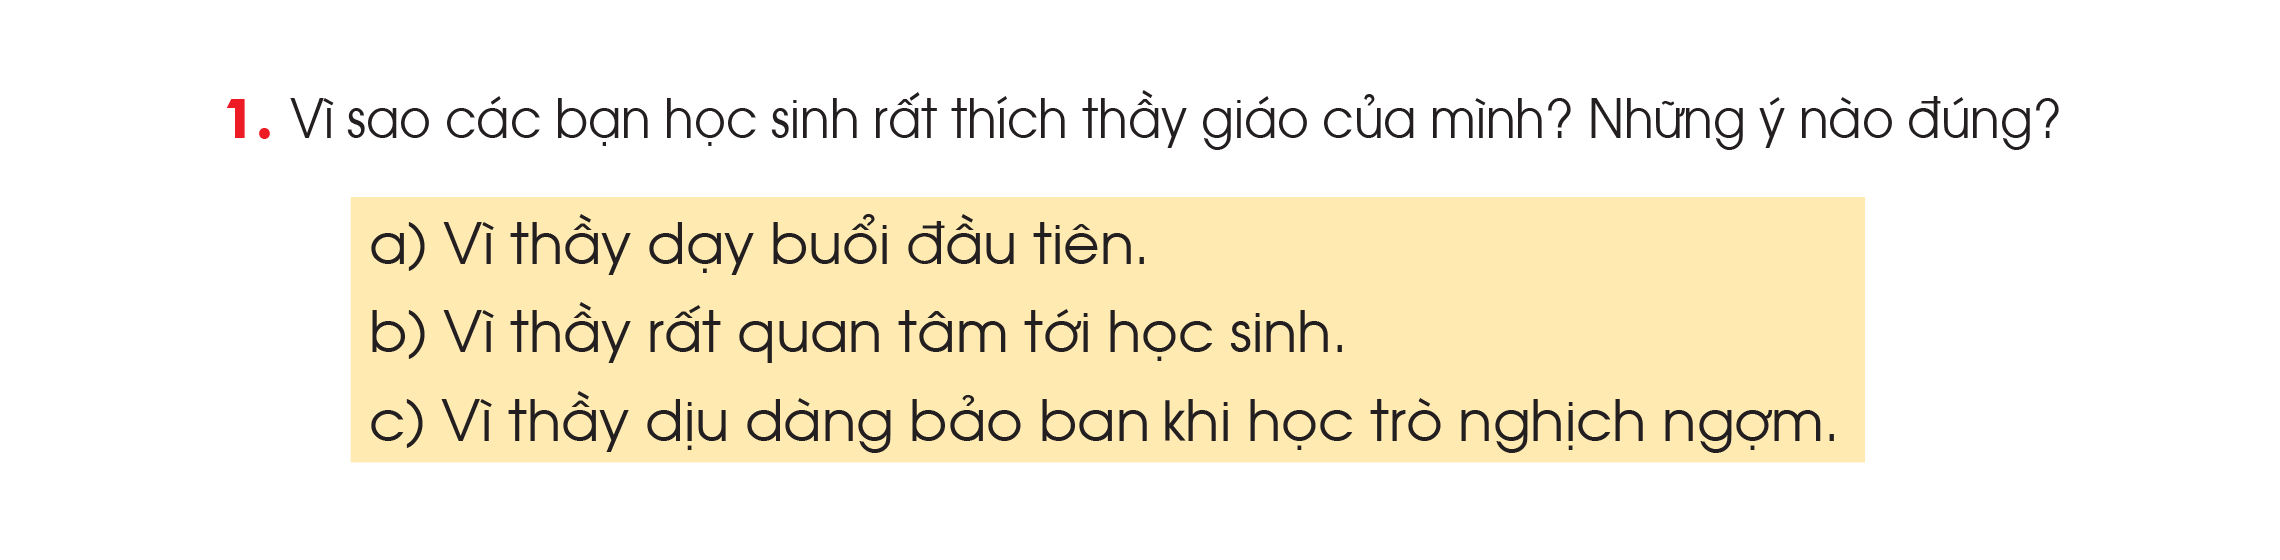 1. Vì sao các bạn học sinh rất thích thầy giáo của mình? Những ý nào đúng?
a) Vì thầy dạy buổi đầu tiên.
b) Vì thầy rất quan tâm tới học sinh.
c) Vì thầy dịu dàng bảo ban khi học trò nghịch ngợm.